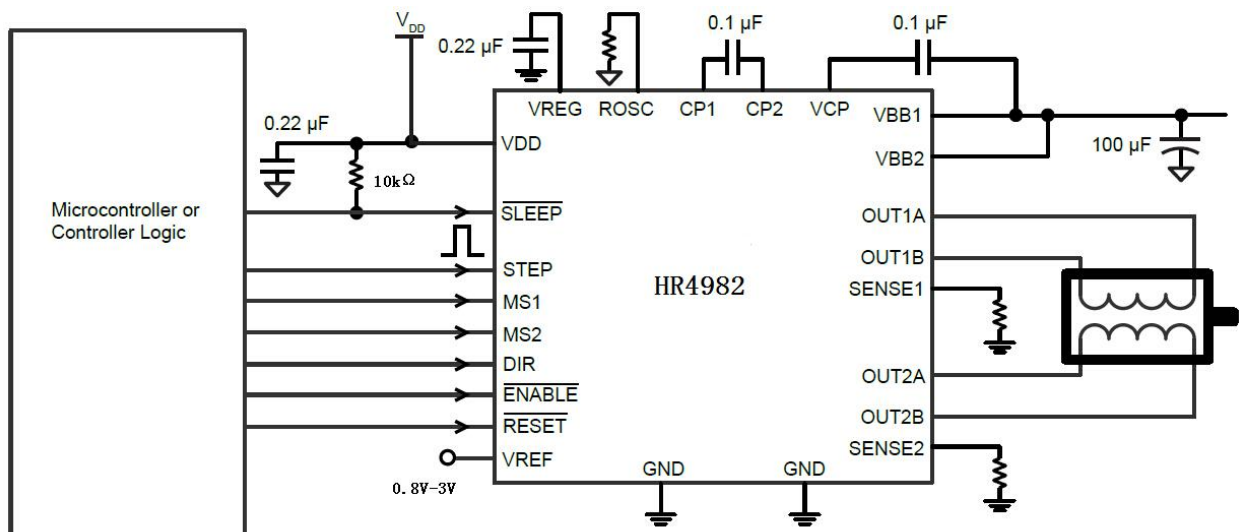 V_DD
0.22 µF
0.1 µF
0.1 µF
0.22 µF
10kΩ
Microcontroller or
Controller Logic
VREG
ROSC
CP1
CP2
VCP
VBB1
VBB2
100 µF
VDD
SLEEP
STEP
MS1
MS2
DIR
ENABLE
RESET
VREF
0.8V-3V
HR4982
OUT1A
OUT1B
SENSE1
OUT2A
OUT2B
SENSE2
GND
GND